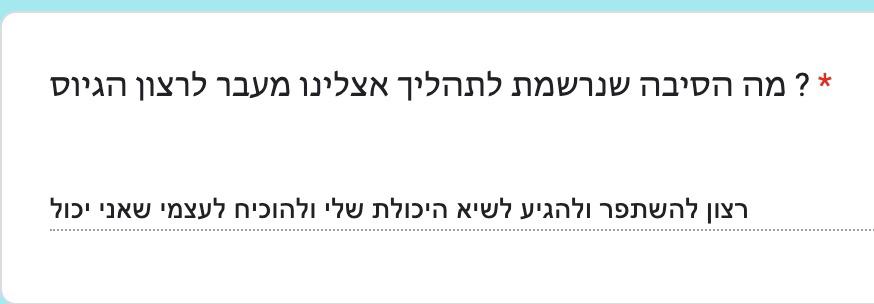 מה הסיבה שנרשמת לתהליך אצלינו מעבר לרצון הגיוס ? *
רצון להשתפר ולהגיע לשיא היכולת שלי ולהוכיח לעצמי שאני יכול